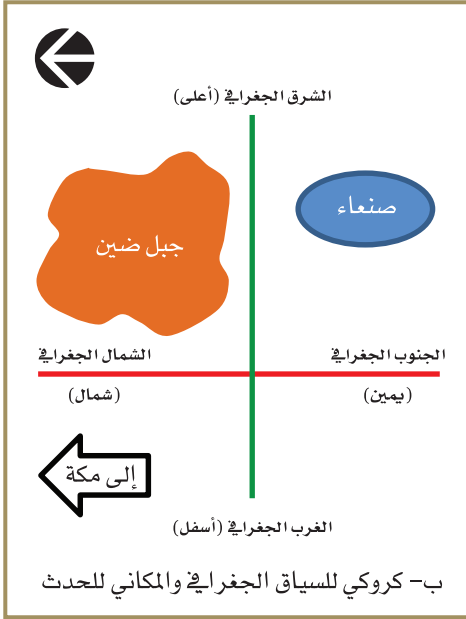 الشرق الجغرافي (أعلى)
صنعاء
جبل ضين
الجنوب الجغرافي
الشمال الجغرافي
(يمين)
(شمال)
إلى مكة
الغرب الجغرافي (أسفل)
ب- كروكي للسياق الجغرافي والمكاني للحدث